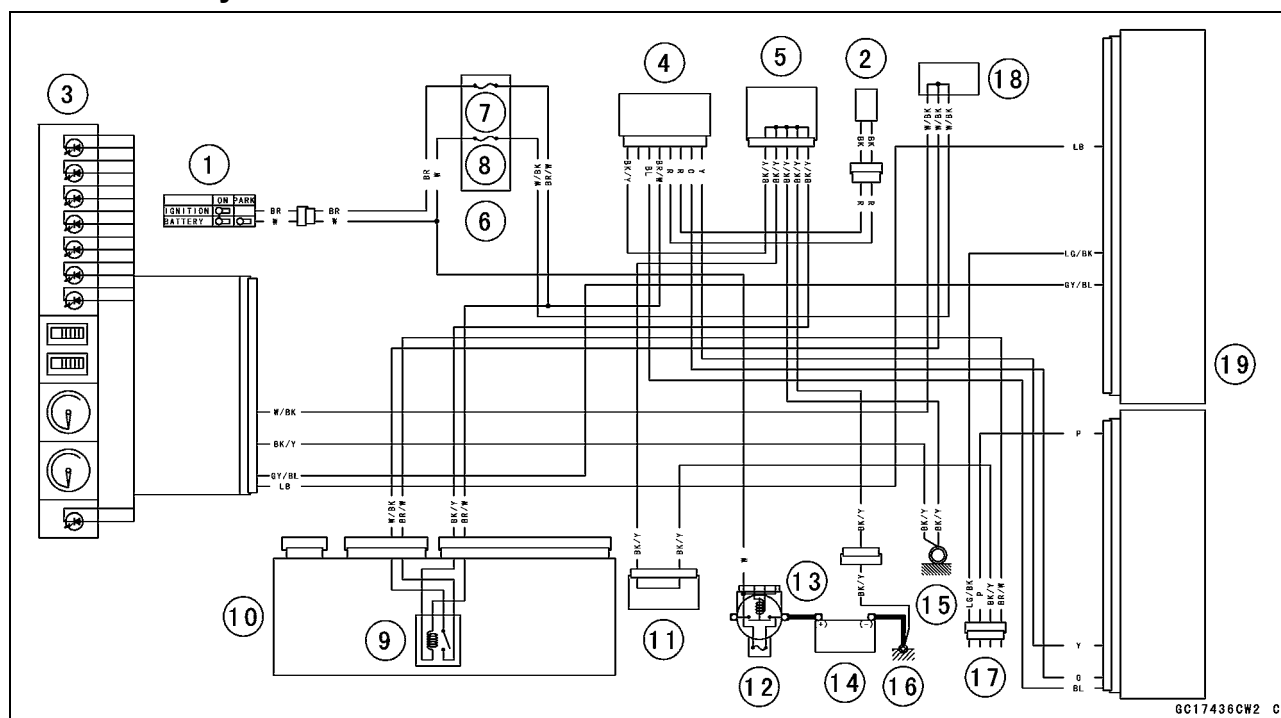 4
5
2
18
3
7
8
6
1
ON PARK
IGNITION
BATTERY
BR
W
BR
W
BR
W
W/BK
BR/W
BK/Y
BL
BR/W
R
R
O
Y
BK/Y
BK/Y
BK/Y
BK/Y
BK/Y
BK
BK
R
R
W/BK
W/BK
W/BK
LB
LG/BK
GY/BL
19
W/BK
BK/Y
GY/BL
LB
P
W/BK
BR/W
BK/Y
BR/W
BK/Y
BK/Y
W
BK/Y
BK/Y
BK/Y
BK/Y
LG/BK
P
BK/Y
BR/W
10
9
11
13
(+)
(-)
12
14
16
15
17
Y
O
BL
GC17436CW2 C